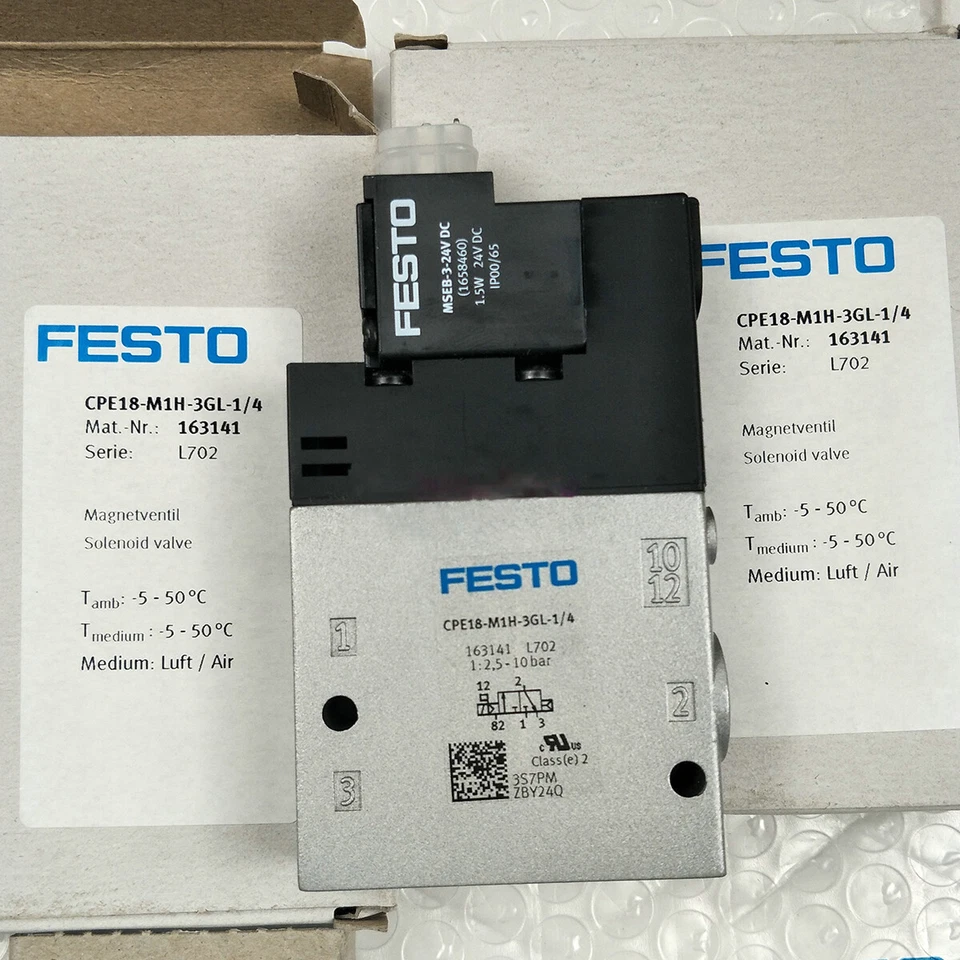 FESTO
CPE18-M1H-3GL-1/4
Mat.-Nr.: 163141
Serie: L702
Magnetventil
Solenoid valve
Tamb: -5 - 50°C
Tmedium : -5 - 50°C
Medium: Luft / Air
FESTO
MSEB-3-24V DC
(1658460)
1.5W 24V DC
IP00/65
FESTO
CPE18-M1H-3GL-1/4
163141 L702
1:2,5-10bar
12 2
82 1 3
c RU US
Class(e) 2
3S7PM
ZBY24Q
1
3
10
12
2
FESTO
CPE18-M1H-3GL-1/4
Mat.-Nr.: 163141
Serie: L702
Magnetventil
Solenoid valve
Tamb: -5 - 50°C
Tmedium : -5 - 50°C
Medium: Luft / Air